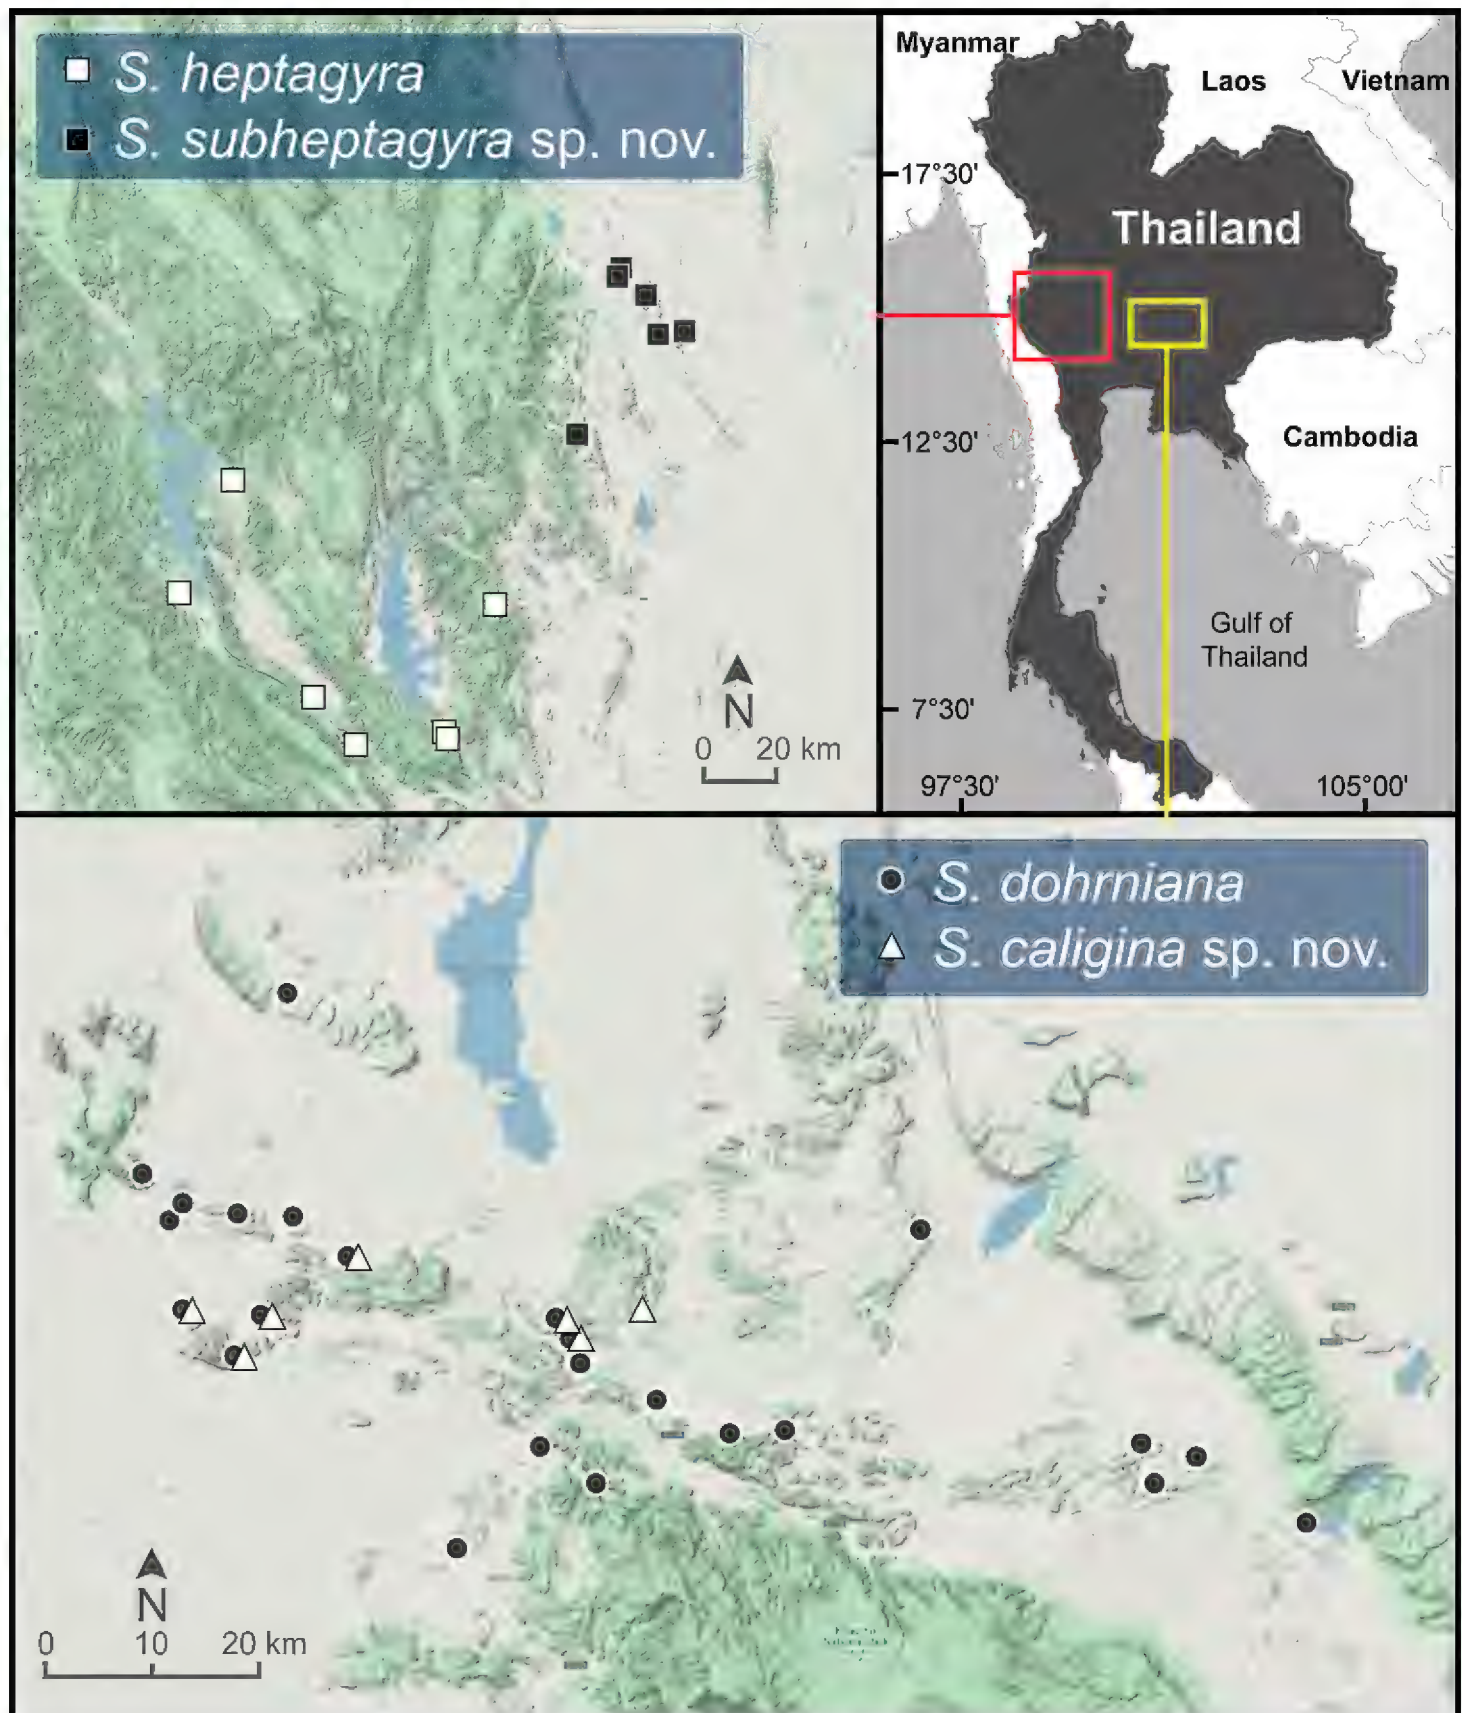 S. heptagyra
S. subheptagyra sp. nov.
N
0 20 km
Myanmar
Laos
Vietnam
17°30'
Thailand
12°30'
Cambodia
Gulf of
Thailand
7°30'
97°30'
105°00'
S. dohrniana
S. caligina sp. nov.
N
0 10 20 km